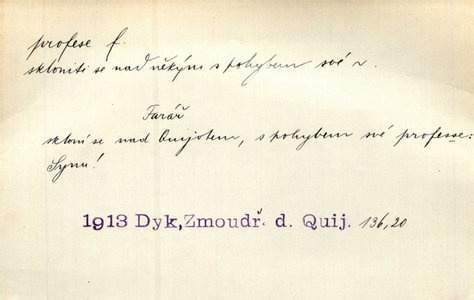 profese f.
skloniti se nad někým s pohybem své ~.
Farář
skloní se nad Quijotem, s pohybem své professe:
Synu!
1913 Dyk, Zmoudř. d. Quij. 136,20